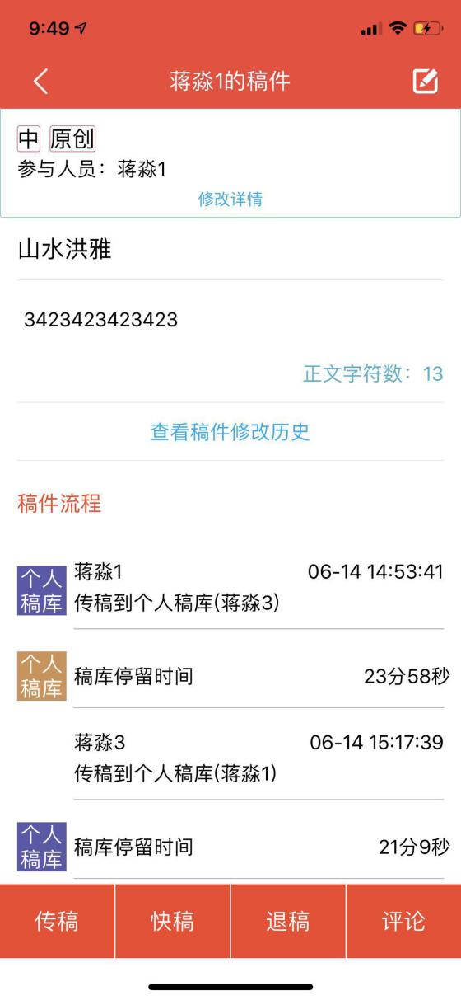 9:49
蒋淼1的稿件
中 原创
参与人员：蒋淼1
修改详情
山水洪雅
3423423423423
正文字符数：13
查看稿件修改历史
稿件流程
个人
稿库
蒋淼1 06-14 14:53:41
传稿到个人稿库(蒋淼3)
个人
稿库
稿库停留时间 23分58秒
蒋淼3 06-14 15:17:39
传稿到个人稿库(蒋淼1)
个人
稿库
稿库停留时间 21分9秒
传稿 快稿 退稿 评论